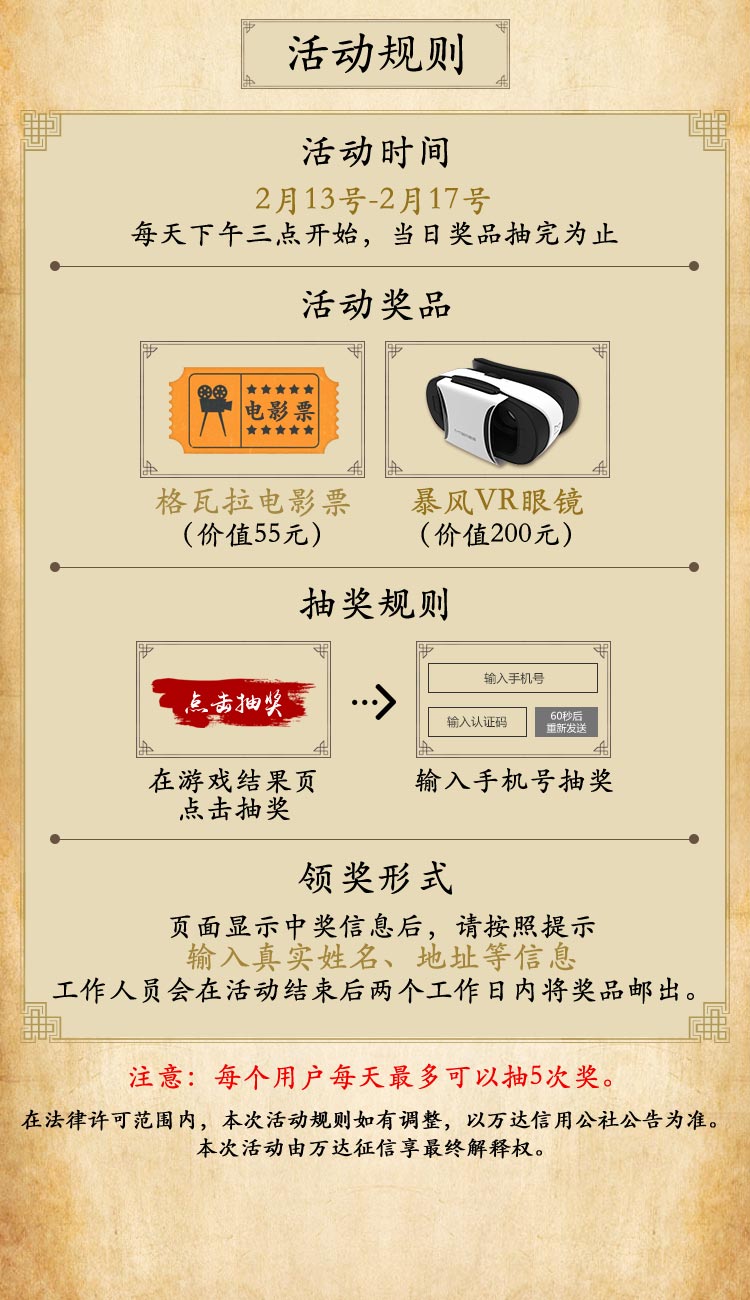 活动规则
活动时间
2月13号-2月17号
每天下午三点开始，当日奖品抽完为止
活动奖品
★★★★★
电影票
★★★★★
格瓦拉电影票
（价值55元）
暴风VR眼镜
（价值200元）
抽奖规则
点击抽奖
在游戏结果页
点击抽奖
输入手机号
输入认证码
60秒后
重新发送
输入手机号抽奖
领奖形式
页面显示中奖信息后，请按照提示
输入真实姓名、地址等信息
工作人员会在活动结束后两个工作日内将奖品邮出。
注意：每个用户每天最多可以抽5次奖。
在法律许可范围内，本次活动规则如有调整，以万达信用公社公告为准。
本次活动由万达征信享最终解释权。